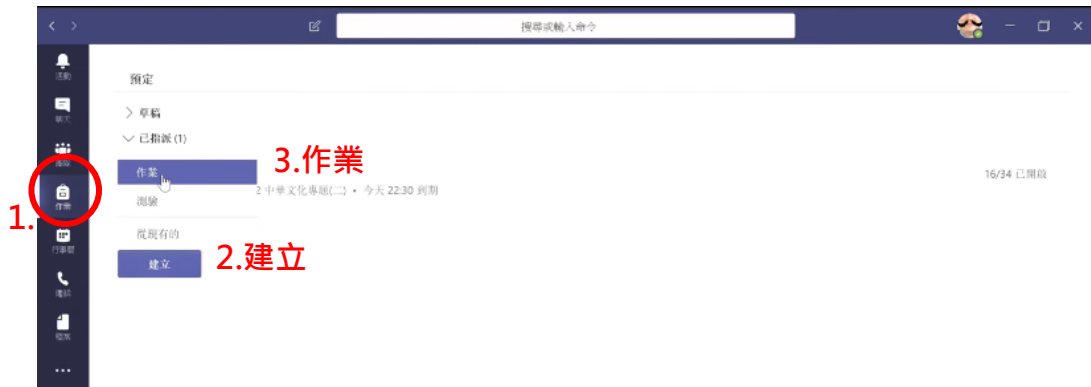 搜尋或輸入命令
活動
聊天
團隊
1.
作業
行事曆
通話
檔案
預定
草稿
已指派 (1)
作業
3.作業
測驗
2 中華文化專題(二) • 今天 22:30 到期
16/34 已開啟
從現有的
建立
2.建立